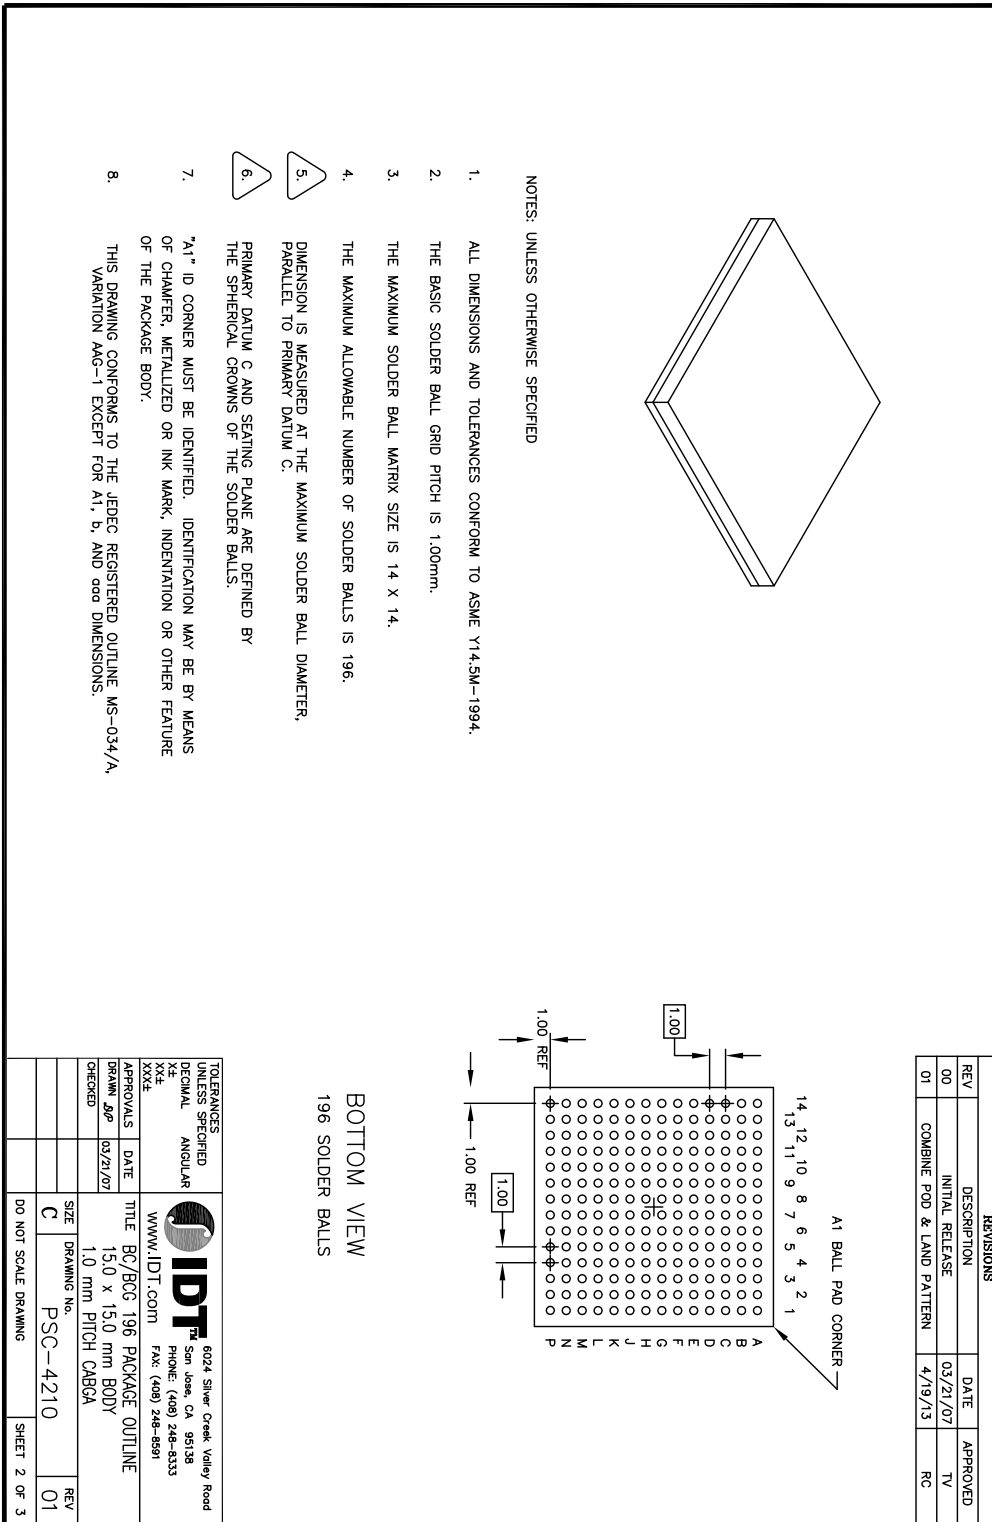 REVISIONS
REV DESCRIPTION DATE APPROVED
00 INITIAL RELEASE 03/21/07 TV
01 COMBINE POD & LAND PATTERN 4/19/13 RC
NOTES: UNLESS OTHERWISE SPECIFIED
1. ALL DIMENSIONS AND TOLERANCES CONFORM TO ASME Y14.5M-1994.
2. THE BASIC SOLDER BALL GRID PITCH IS 1.00mm.
3. THE MAXIMUM SOLDER BALL MATRIX SIZE IS 14 X 14.
4. THE MAXIMUM ALLOWABLE NUMBER OF SOLDER BALLS IS 196.
5. DIMENSION IS MEASURED AT THE MAXIMUM SOLDER BALL DIAMETER,
PARALLEL TO PRIMARY DATUM C.
6. PRIMARY DATUM C AND SEATING PLANE ARE DEFINED BY
THE SPHERICAL CROWNS OF THE SOLDER BALLS.
7. "A1" ID CORNER MUST BE IDENTIFIED. IDENTIFICATION MAY BE BY MEANS
OF CHAMFER, METALLIZED OR INK MARK, INDENTATION OR OTHER FEATURE
OF THE PACKAGE BODY.
8. THIS DRAWING CONFORMS TO THE JEDEC REGISTERED OUTLINE MS-034/A,
VARIATION AAG-1 EXCEPT FOR A1, b, AND aaa DIMENSIONS.
A1 BALL PAD CORNER
14 13 12 11 10 9 8 7 6 5 4 3 2 1
A
B
C
D
E
F
G
H
J
K
L
M
N
P
1.00
1.00 REF
1.00 REF
1.00
BOTTOM VIEW
196 SOLDER BALLS
TOLERANCES
UNLESS SPECIFIED
DECIMAL ANGULAR
X±
XX±
XXX±
APPROVALS DATE
DRAWN 03/21/07
CHECKED
IDT™
www.IDT.com
6024 Silver Creek Valley Road
San Jose, CA 95138
PHONE: (408) 248-8333
FAX: (408) 248-8591
TITLE BC/BCG 196 PACKAGE OUTLINE
15.0 x 15.0 mm BODY
1.0 mm PITCH CABGA
SIZE DRAWING No. REV
C PSC-4210 01
DO NOT SCALE DRAWING SHEET 2 OF 3